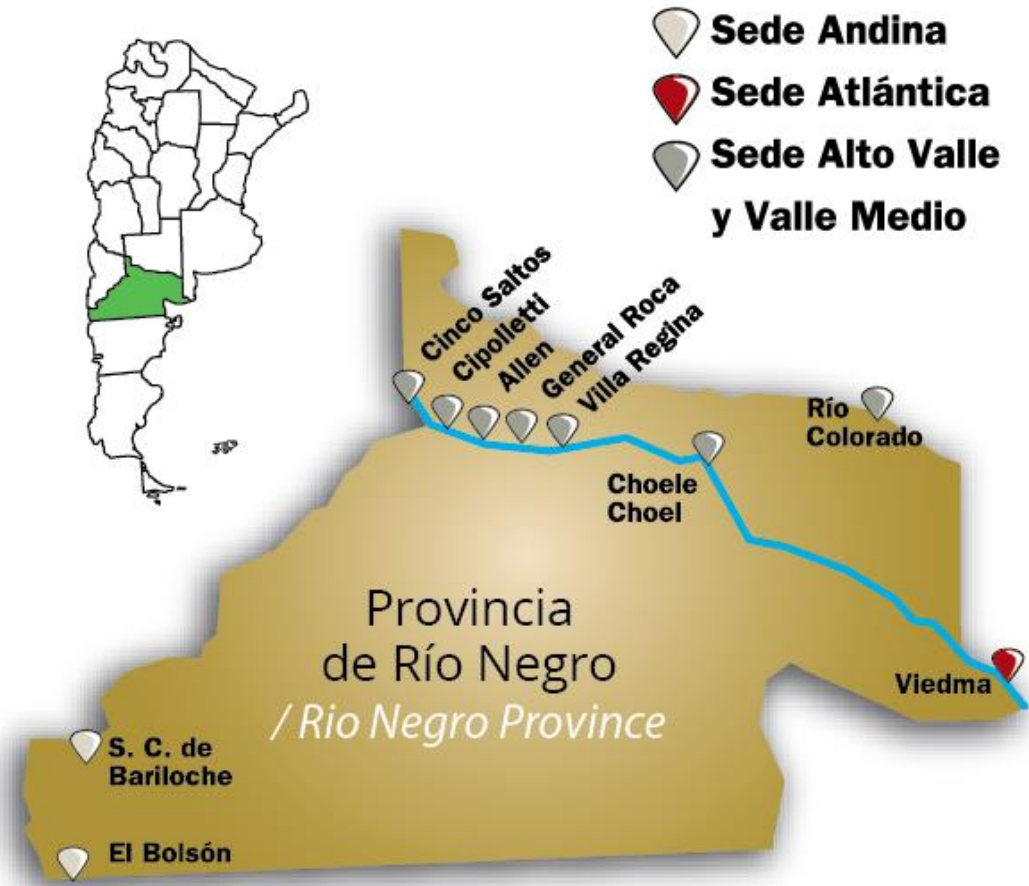 Sede Andina
Sede Atlántica
Sede Alto Valle
y Valle Medio
Cinco Saltos
Cipolletti
Allen
General Roca
Villa Regina
Río
Colorado
Choele
Choel
Provincia
de Río Negro
/ Rio Negro Province
Viedma
S. C. de
Bariloche
El Bolsón